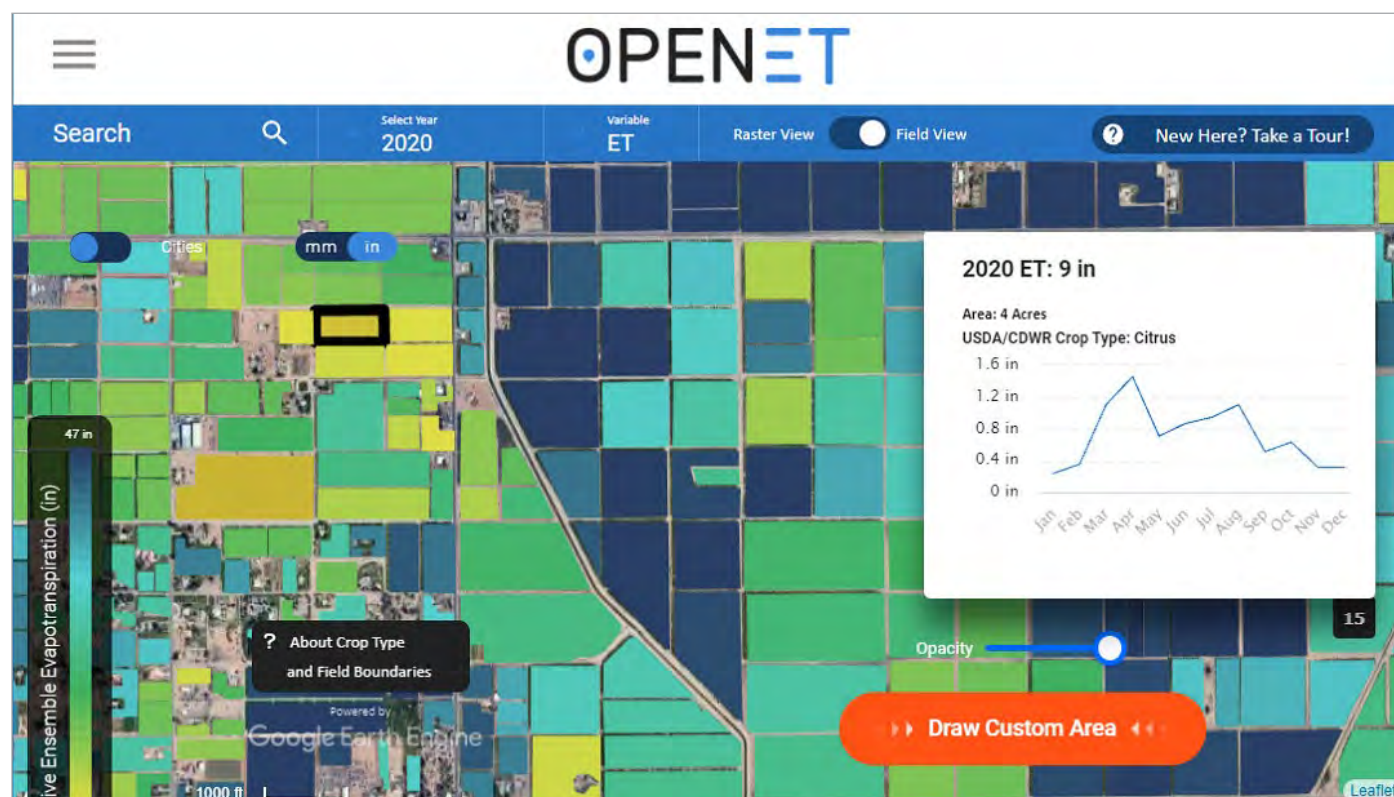 OPENET
Search
Select Year
2020
Variable
ET
Raster View
Field View
? New Here? Take a Tour!
Cities
mm in
2020 ET: 9 in
Area: 4 Acres
USDA/CDWR Crop Type: Citrus
1.6 in
1.2 in
0.8 in
0.4 in
0 in
Jan Feb Mar Apr May Jun Jul Aug Sep Oct Nov Dec
47 in
Ensemble Evapotranspiration (in)
15
? About Crop Type
and Field Boundaries
Opacity
Powered by
Google Earth Engine
Draw Custom Area
1000 ft